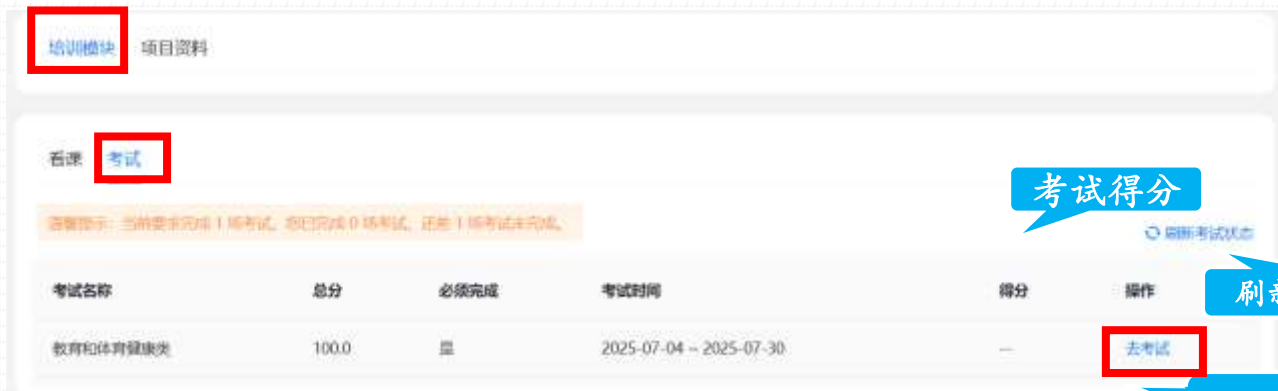 培训模块 项目资料
看课 考试
考试得分
温馨提示：当前要求完成 1 场考试，您已完成 0 场考试，还差 1 场考试未完成。
刷新考试状态
考试名称 总分 必须完成 考试时间 得分 操作
刷新
教育和体育健康类 100.0 是 2025-07-04 ~ 2025-07-30 — 去考试